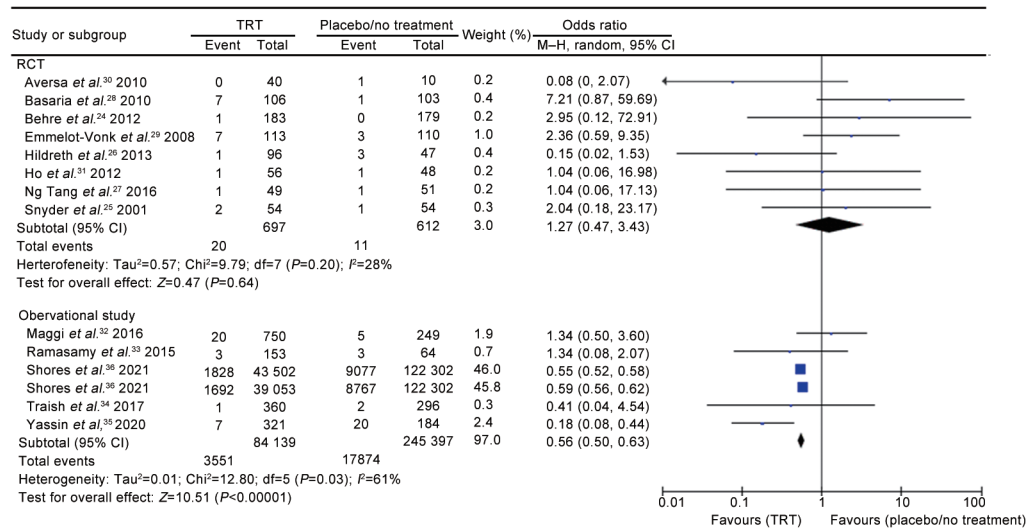 Study or subgroup TRT Placebo/no treatment Weight (%) Odds ratio
Event Total Event Total M–H, random, 95% CI
RCT
Aversa et al.30 2010 0 40 1 10 0.2 0.08 (0, 2.07)
Basaria et al.28 2010 7 106 1 103 0.4 7.21 (0.87, 59.69)
Behre et al.24 2012 1 183 0 179 0.2 2.95 (0.12, 72.91)
Emmelot-Vonk et al.29 2008 7 113 3 110 1.0 2.36 (0.59, 9.35)
Hildreth et al.26 2013 1 96 3 47 0.4 0.15 (0.02, 1.53)
Ho et al.31 2012 1 56 1 48 0.2 1.04 (0.06, 16.98)
Ng Tang et al.27 2016 1 49 1 51 0.2 1.04 (0.06, 17.13)
Snyder et al.25 2001 2 54 1 54 0.3 2.04 (0.18, 23.17)
Subtotal (95% CI) 697 612 3.0 1.27 (0.47, 3.43)
Total events 20 11
Herterofeneity: Tau²=0.57; Chi²=9.79; df=7 (P=0.20); I²=28%
Test for overall effect: Z=0.47 (P=0.64)
Obervational study
Maggi et al.32 2016 20 750 5 249 1.9 1.34 (0.50, 3.60)
Ramasamy et al.33 2015 3 153 3 64 0.7 1.34 (0.08, 2.07)
Shores et al.36 2021 1828 43 502 9077 122 302 46.0 0.55 (0.52, 0.58)
Shores et al.36 2021 1692 39 053 8767 122 302 45.8 0.59 (0.56, 0.62)
Traish et al.34 2017 1 360 2 296 0.3 0.41 (0.04, 4.54)
Yassin et al,35 2020 7 321 20 184 2.4 0.18 (0.08, 0.44)
Subtotal (95% CI) 84 139 245 397 97.0 0.56 (0.50, 0.63)
Total events 3551 17874
Heterogeneity: Tau²=0.01; Chi²=12.80; df=5 (P=0.03); I²=61%
Test for overall effect: Z=10.51 (P<0.00001)
0.01 0.1 1 10 100
Favours (TRT) Favours (placebo/no treatment)